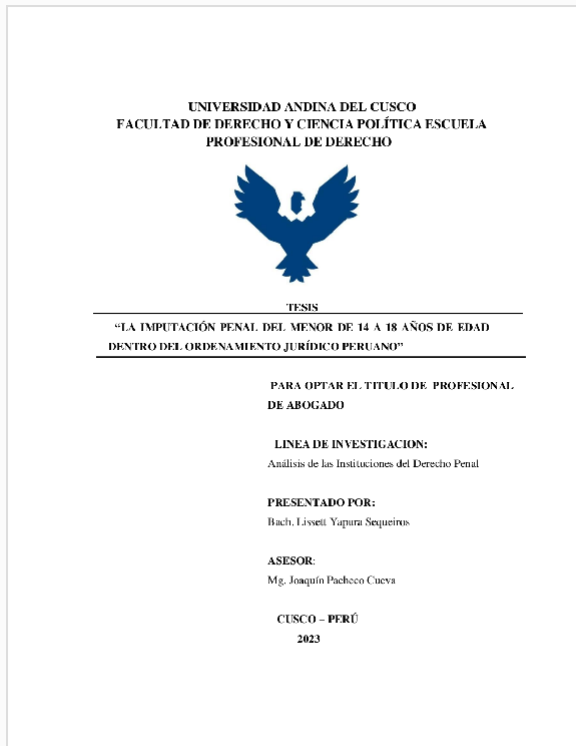 UNIVERSIDAD ANDINA DEL CUSCO
FACULTAD DE DERECHO Y CIENCIA POLÍTICA ESCUELA
PROFESIONAL DE DERECHO
TESIS
“LA IMPUTACIÓN PENAL DEL MENOR DE 14 A 18 AÑOS DE EDAD
DENTRO DEL ORDENAMIENTO JURÍDICO PERUANO”
PARA OPTAR EL TITULO DE PROFESIONAL
DE ABOGADO
LINEA DE INVESTIGACION:
Análisis de las Instituciones del Derecho Penal
PRESENTADO POR:
Bach. Lissett Yapura Sequeiros
ASESOR:
Mg. Joaquín Pacheco Cueva
CUSCO – PERÚ
2023